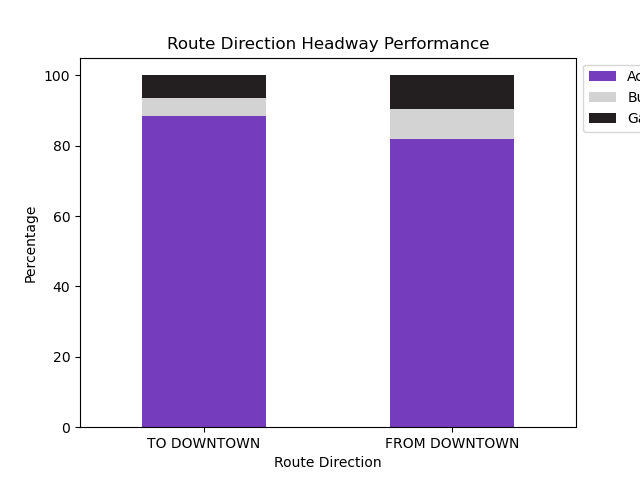 Route Direction Headway Performance
100
80
60
40
20
0
Percentage
TO DOWNTOWN
FROM DOWNTOWN
Route Direction